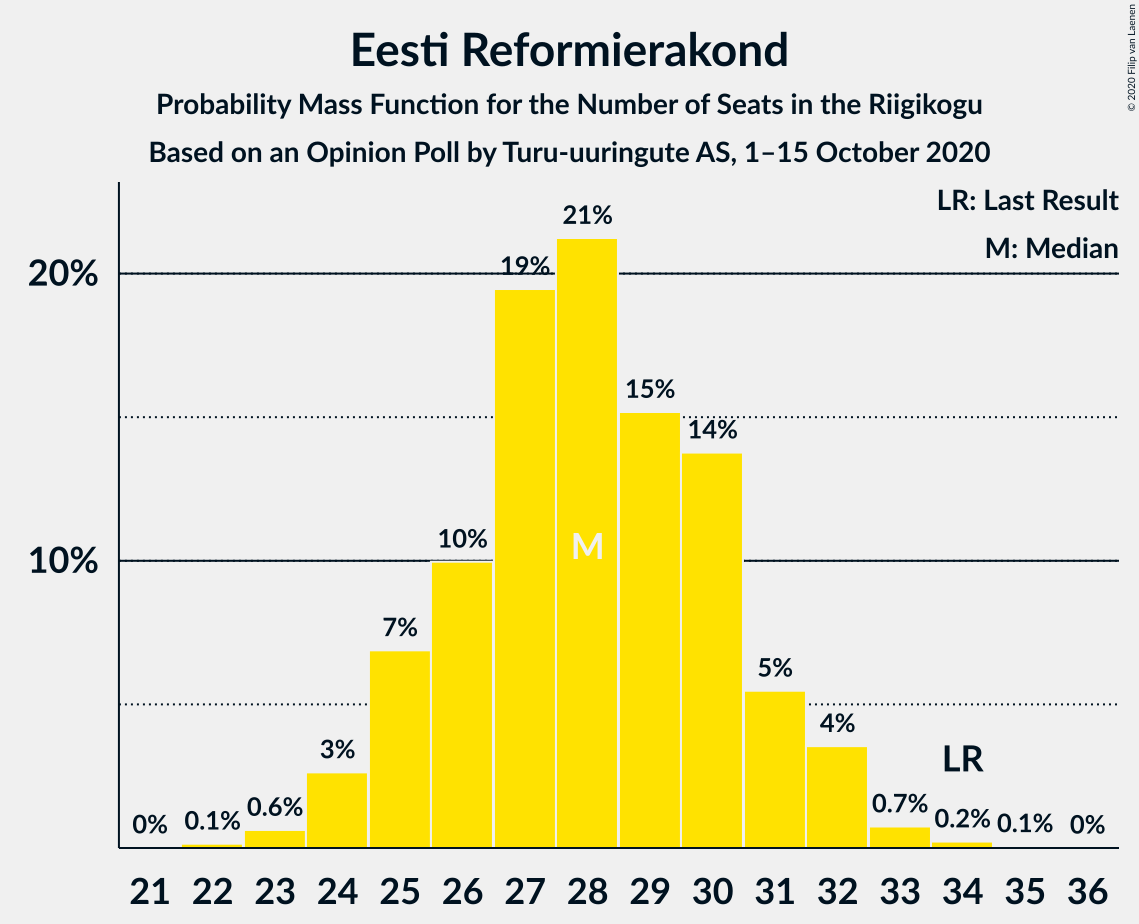 Eesti Reformierakond
Probability Mass Function for the Number of Seats in the Riigikogu
Based on an Opinion Poll by Turu-uuringute AS, 1–15 October 2020
© 2020 Filip van Laenen
LR: Last Result
M: Median
20%
10%
0%
0.1%
0.6%
3%
7%
10%
19%
21%
15%
14%
5%
4%
0.7%
0.2%
0.1%
0%
M
LR
21 22 23 24 25 26 27 28 29 30 31 32 33 34 35 36